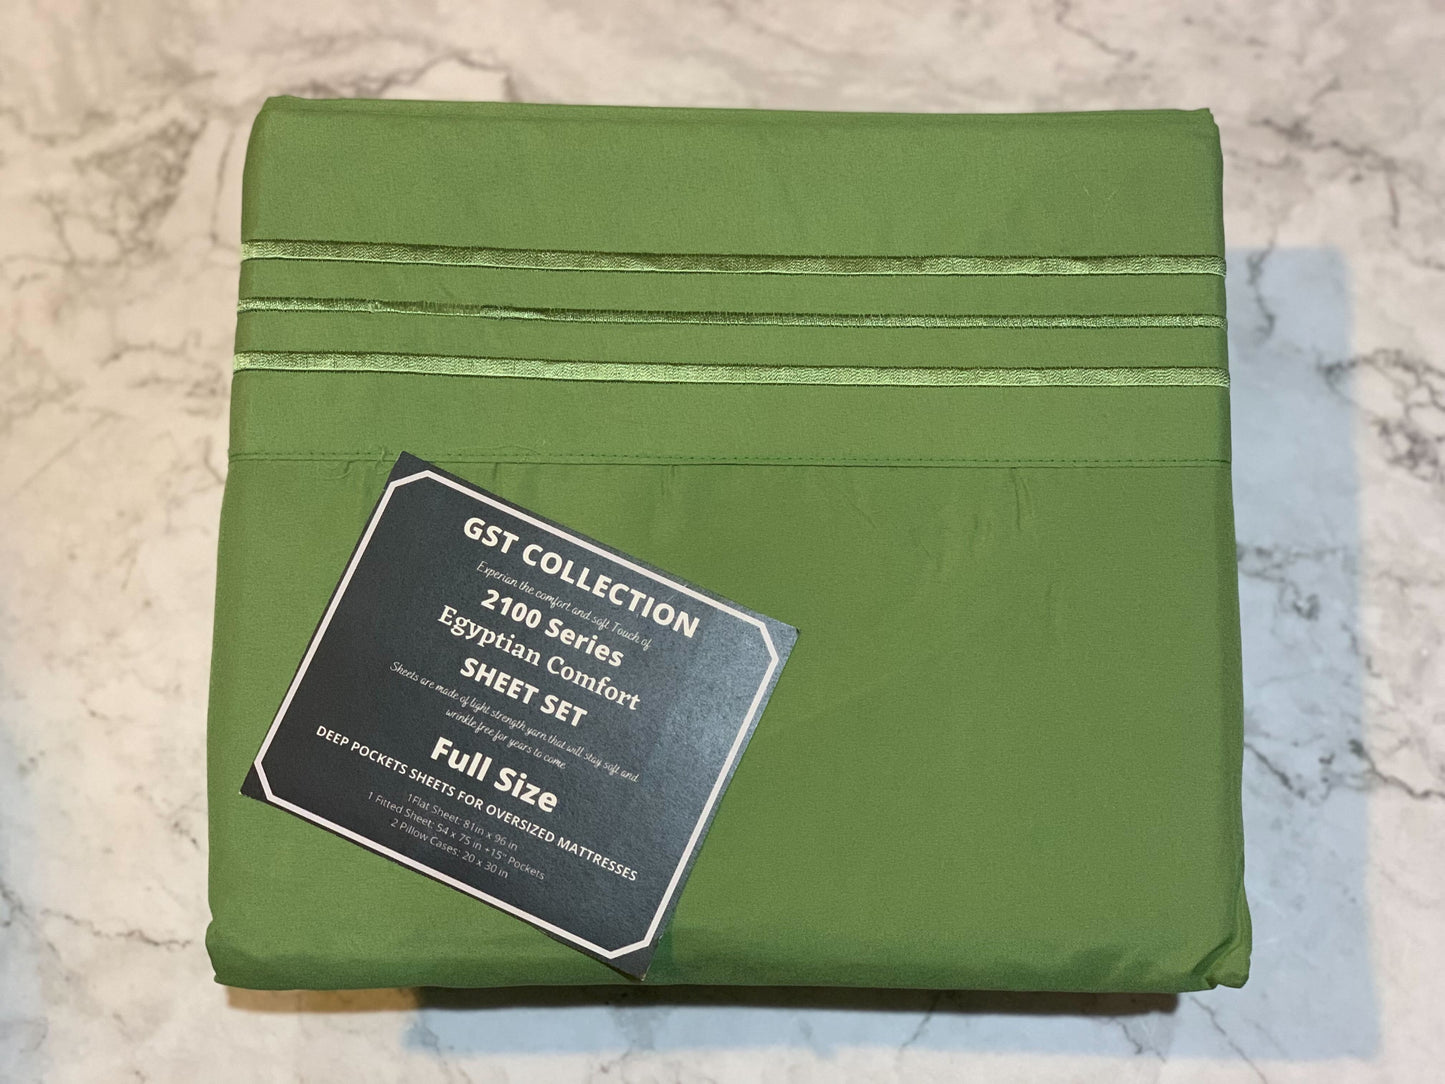 GST COLLECTION
Experian the comfort and soft Touch of
2100 Series
Egyptian Comfort
SHEET SET
Sheets are made of light strength yarn that will stay soft and
wrinkle free for years to come
Full Size
DEEP POCKETS SHEETS FOR OVERSIZED MATTRESSES
1Flat Sheet: 81in x 96 in
1 Fitted Sheet: 54 x 75 in +15" Pockets
2 Pillow Cases: 20 x 30 in